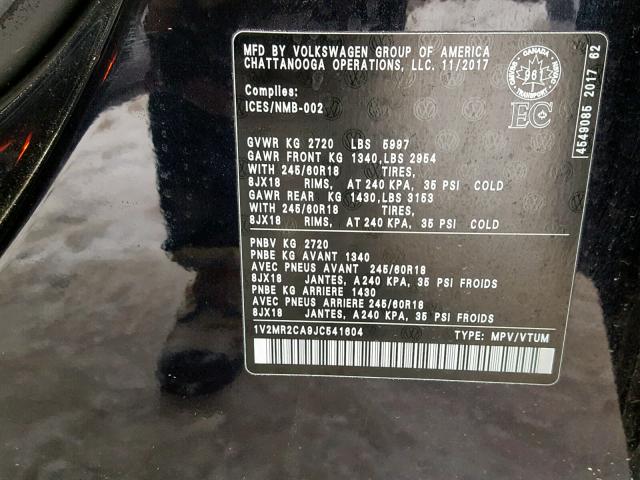 MFD BY VOLKSWAGEN GROUP OF AMERICA
CHATTANOOGA OPERATIONS, LLC. 11/2017
Complies:
ICES/NMB-002
CANADA
TRANSPORT
EC
4549085 2017 62
GVWR KG 2720 LBS 5997
GAWR FRONT KG 1340,LBS 2954
WITH 245/60R18 TIRES,
8JX18 RIMS, AT 240 KPA, 35 PSI COLD
GAWR REAR KG 1430,LBS 3153
WITH 245/60R18 TIRES,
8JX18 RIMS, AT 240 KPA, 35 PSI COLD
PNBV KG 2720
PNBE KG AVANT 1340
AVEC PNEUS AVANT 245/60R18
8JX18 JANTES, A 240 KPA, 35 PSI FROIDS
PNBE KG ARRIERE 1430
AVEC PNEUS ARRIERE 245/60R18
8JX18 JANTES, A 240 KPA, 35 PSI FROIDS
1V2MR2CA9JC541604 TYPE: MPV/VTUM